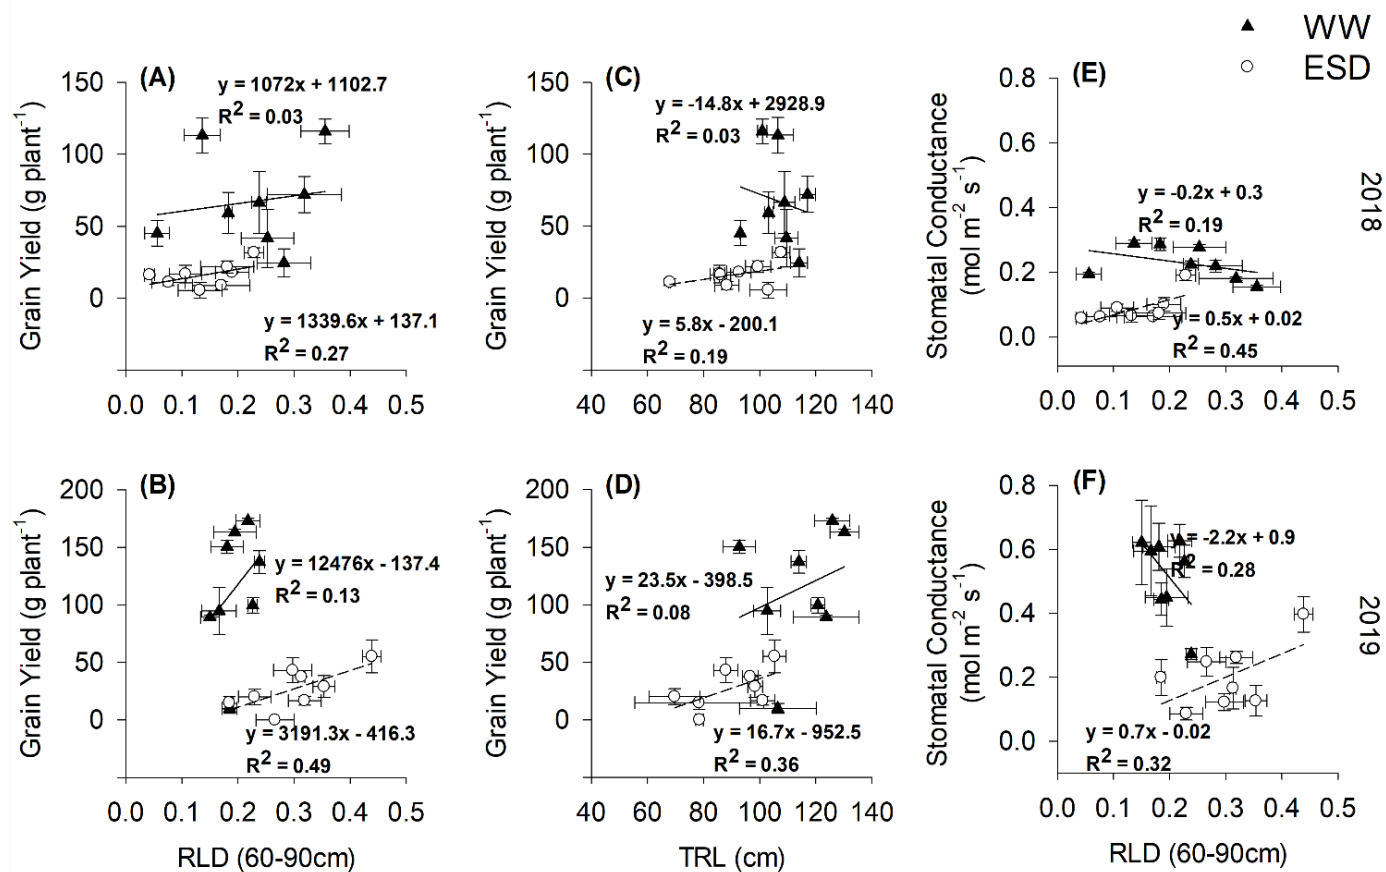 WW
ESD
(A)
y = 1072x + 1102.7
R2 = 0.03
y = 1339.6x + 137.1
R2 = 0.27
Grain Yield (g plant-1)
150
100
50
0
0.0 0.1 0.2 0.3 0.4 0.5
(C)
y = -14.8x + 2928.9
R2 = 0.03
y = 5.8x - 200.1
R2 = 0.19
Grain Yield (g plant-1)
150
100
50
0
40 60 80 100 120 140
(E)
y = -0.2x + 0.3
R2 = 0.19
y = 0.5x + 0.02
R2 = 0.45
Stomatal Conductance
(mol m-2 s-1)
0.8
0.6
0.4
0.2
0.0
0.0 0.1 0.2 0.3 0.4 0.5
2018
(B)
y = 12476x - 137.4
R2 = 0.13
y = 3191.3x - 416.3
R2 = 0.49
Grain Yield (g plant-1)
200
150
100
50
0
0.0 0.1 0.2 0.3 0.4 0.5
RLD (60-90cm)
(D)
y = 23.5x - 398.5
R2 = 0.08
y = 16.7x - 952.5
R2 = 0.36
Grain Yield (g plant-1)
200
150
100
50
0
40 60 80 100 120 140
TRL (cm)
(F)
y = -2.2x + 0.9
R2 = 0.28
y = 0.7x - 0.02
R2 = 0.32
Stomatal Conductance
(mol m-2 s-1)
0.8
0.6
0.4
0.2
0.0
0.0 0.1 0.2 0.3 0.4 0.5
RLD (60-90cm)
2019